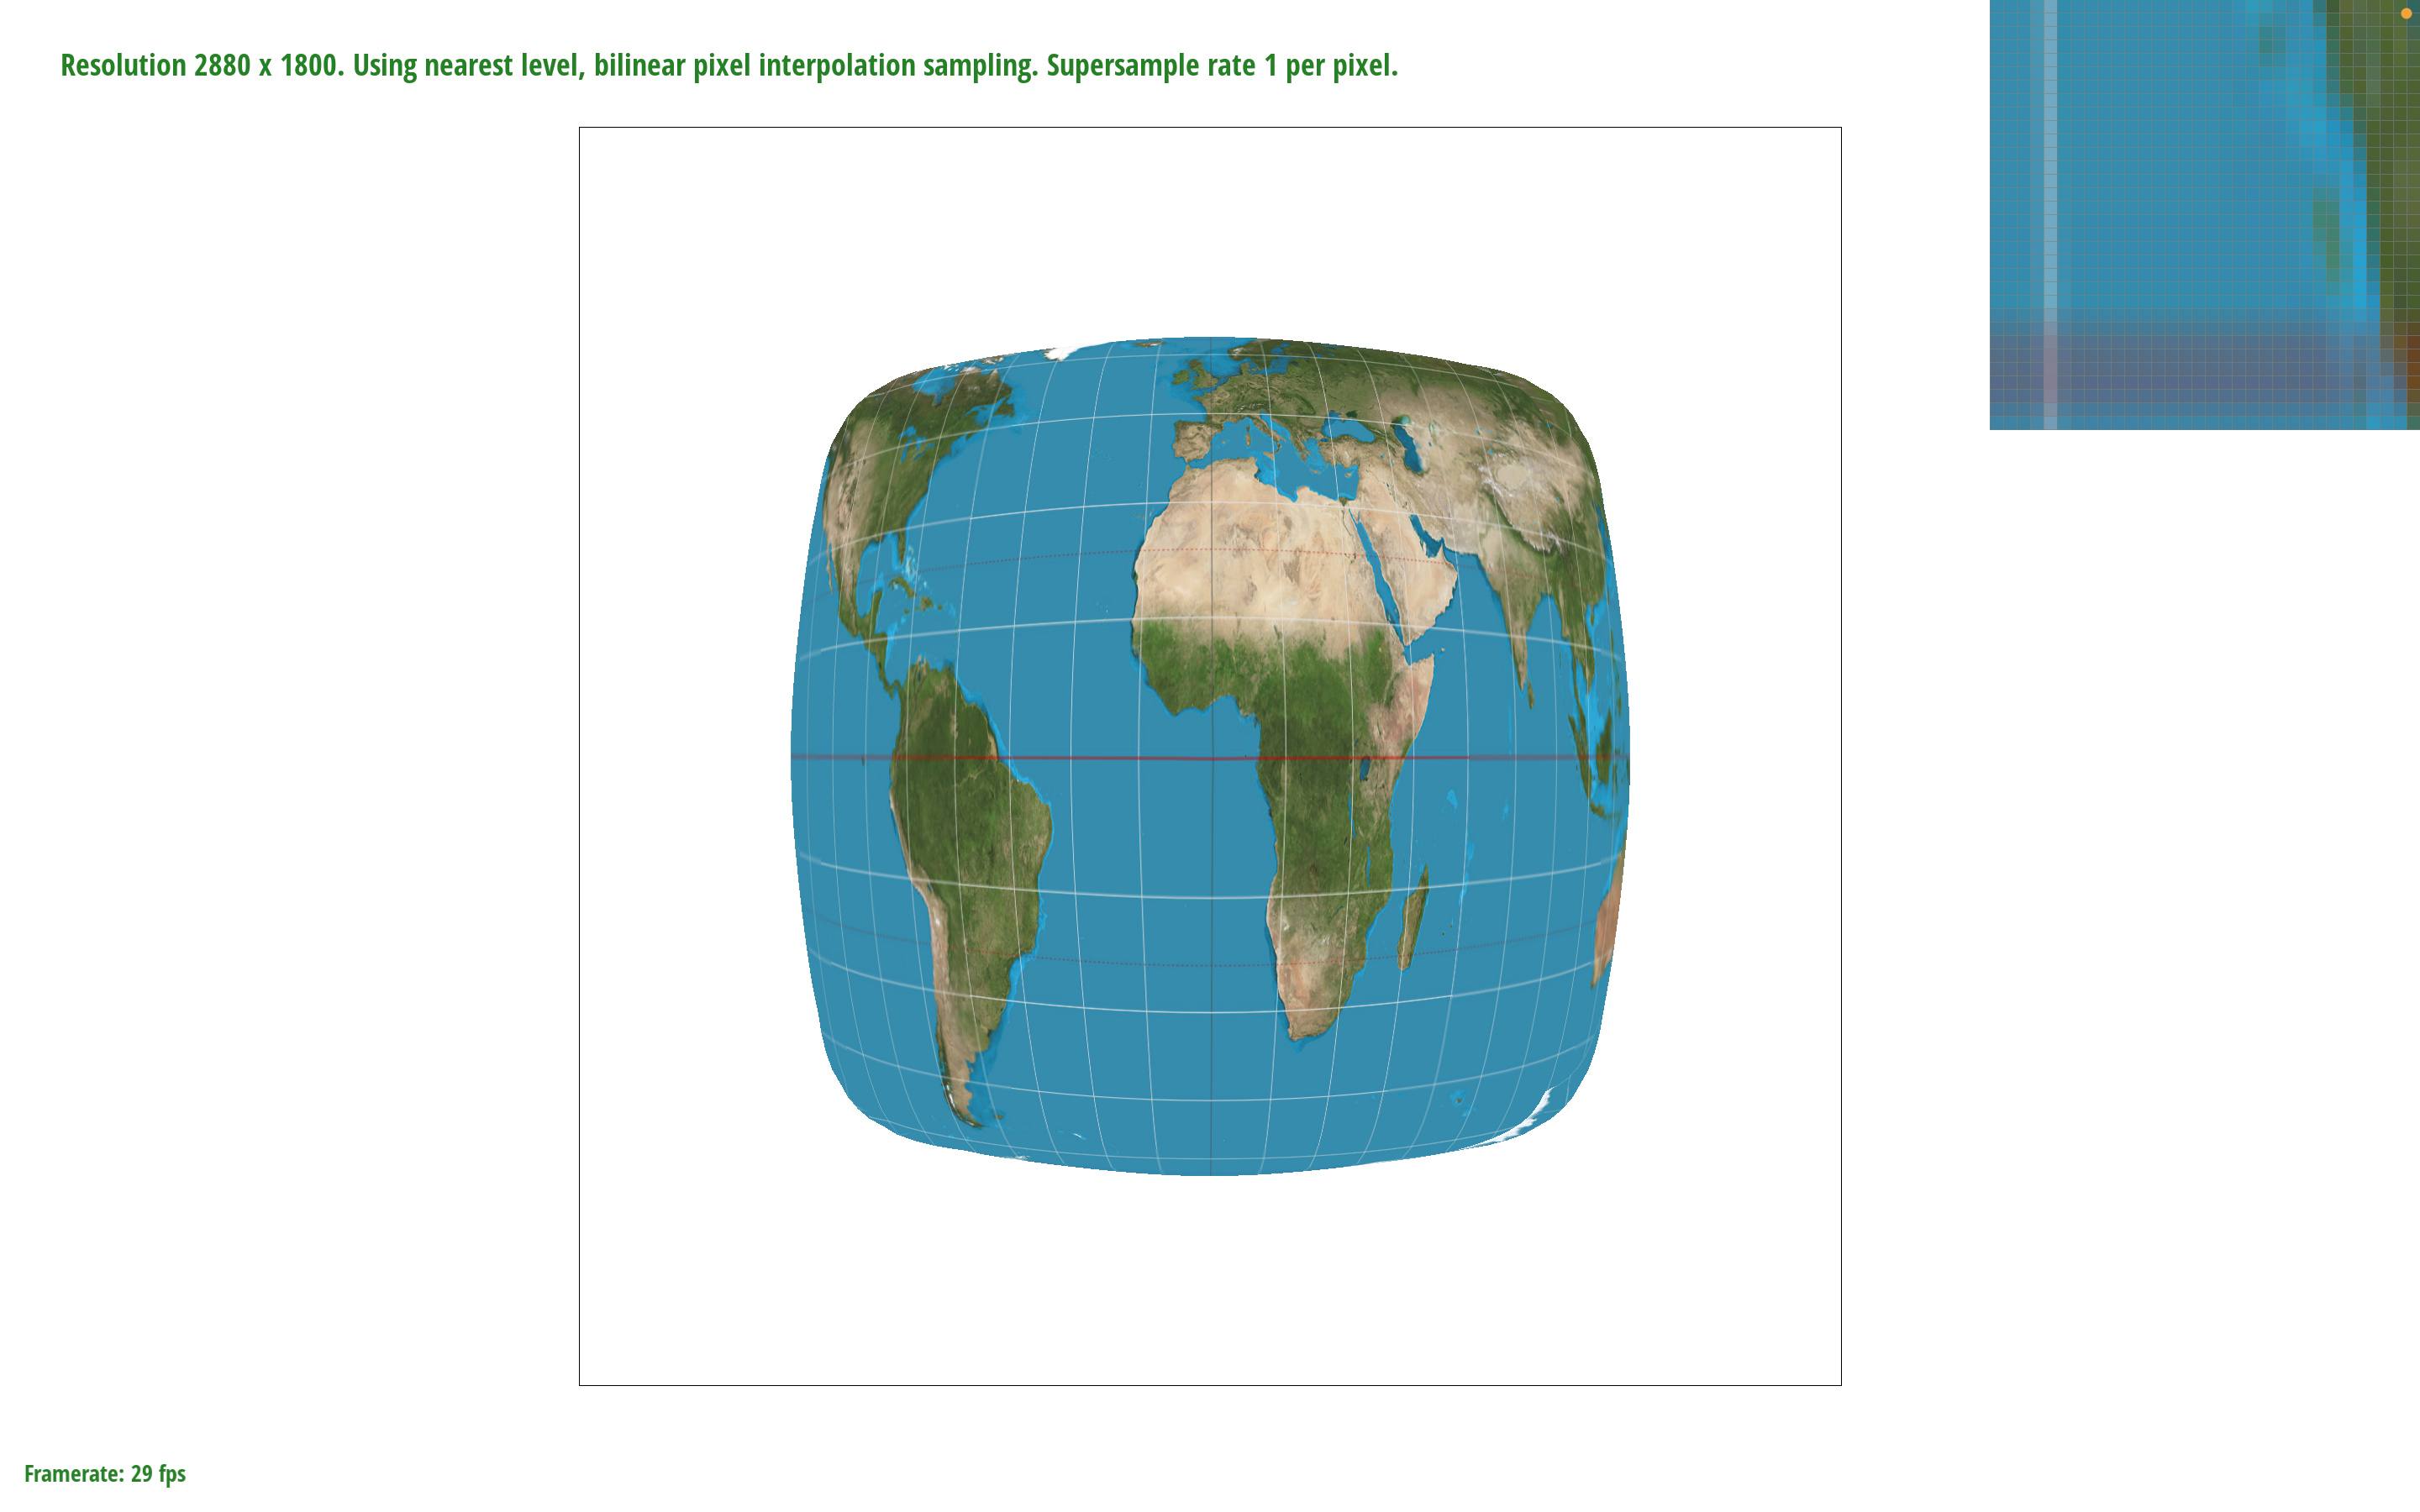 Resolution 2880 x 1800. Using nearest level, bilinear pixel interpolation sampling. Supersample rate 1 per pixel.
Framerate: 29 fps